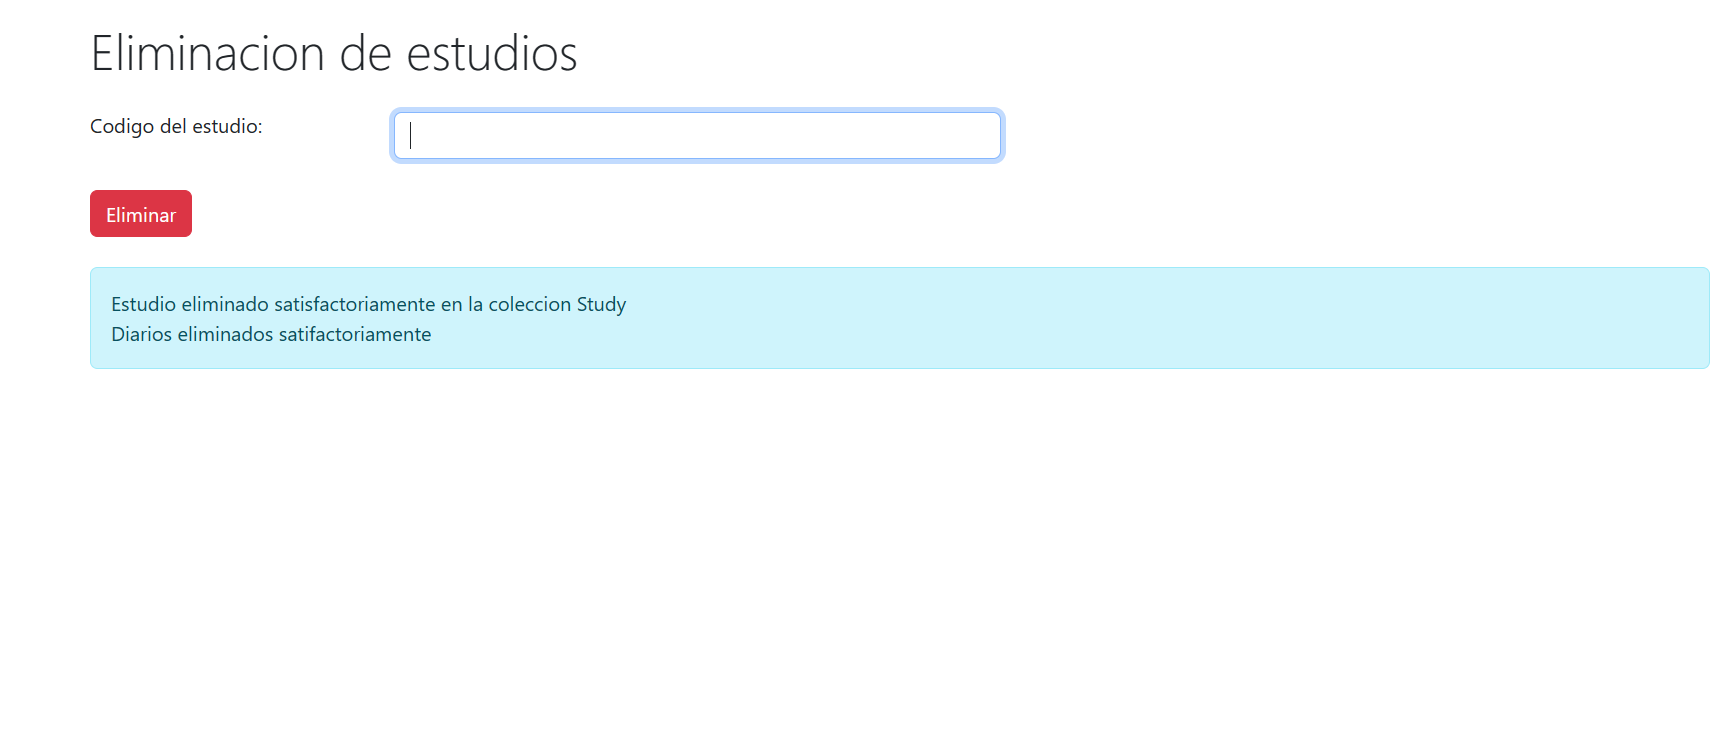 Eliminacion de estudios
Codigo del estudio:
Eliminar
Estudio eliminado satisfactoriamente en la coleccion Study
Diarios eliminados satifactoriamente